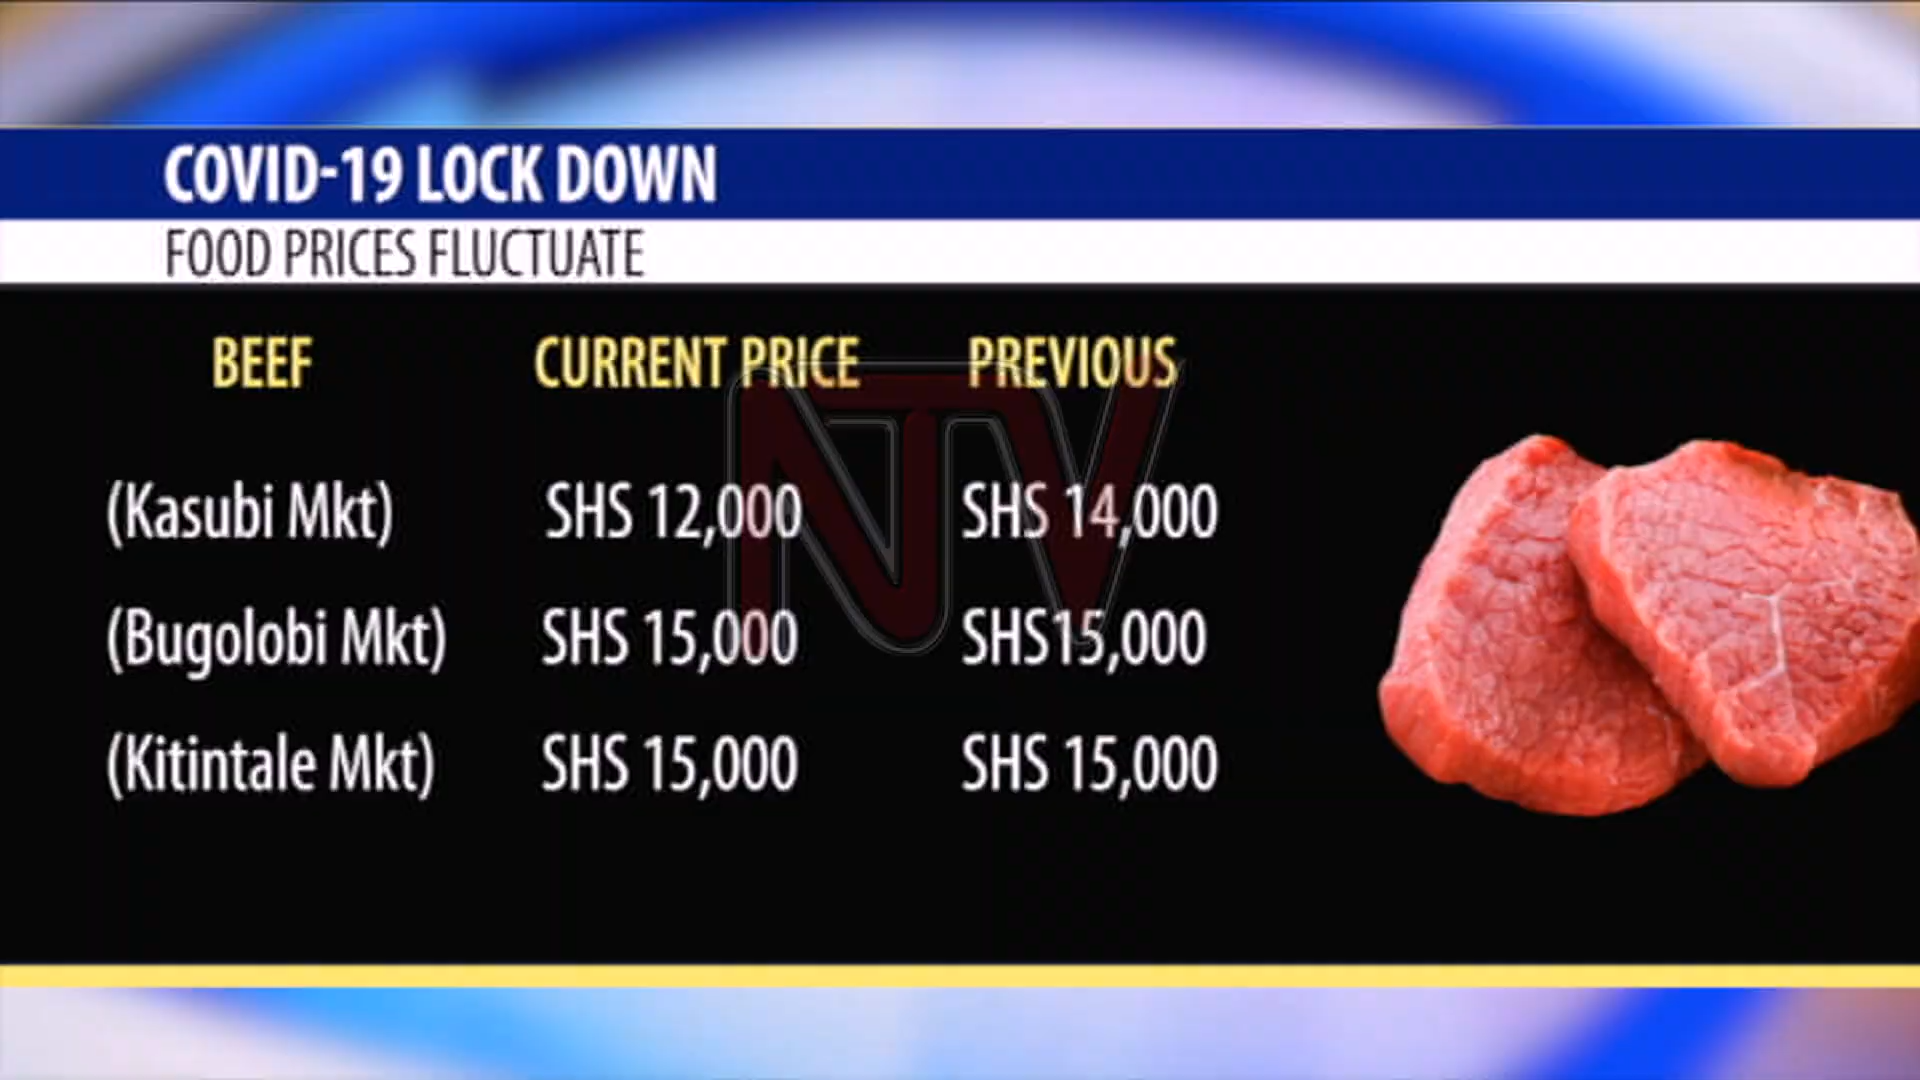 COVID-19 LOCK DOWN
FOOD PRICES FLUCTUATE
BEEF CURRENT PRICE PREVIOUS
NTV
(Kasubi Mkt) SHS 12,000 SHS 14,000
(Bugolobi Mkt) SHS 15,000 SHS15,000
(Kitintale Mkt) SHS 15,000 SHS 15,000